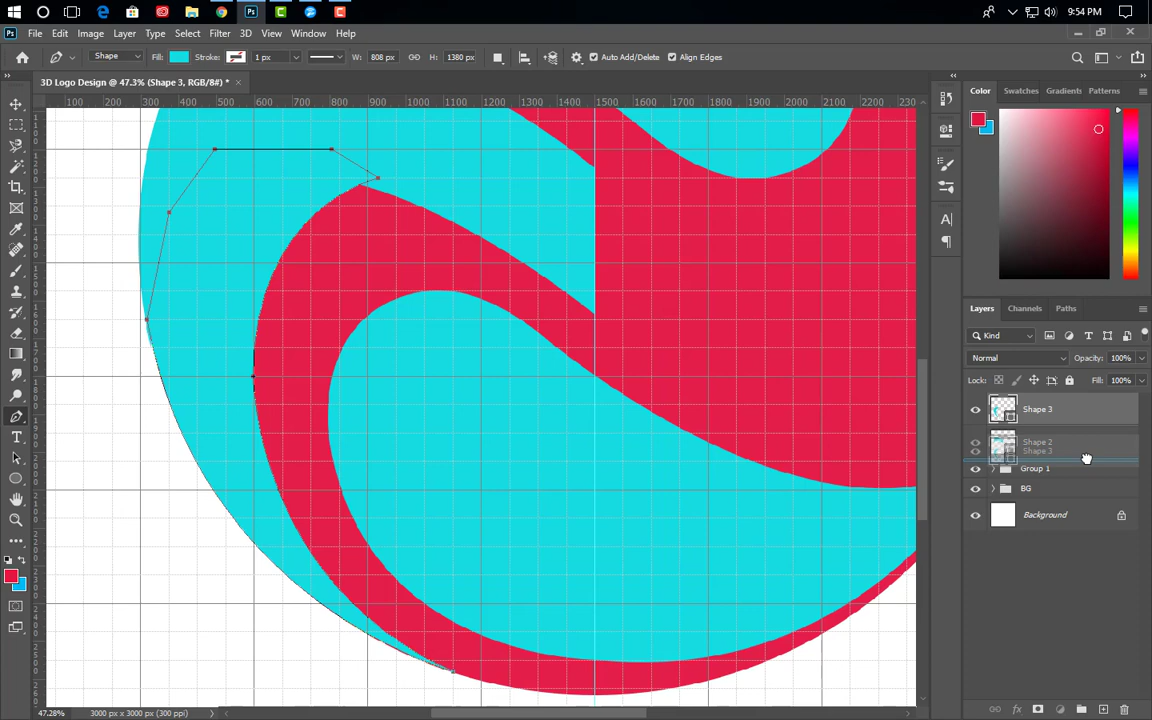 9:54 PM
File Edit Image Layer Type Select Filter 3D View Window Help
Shape Fill: Stroke: 1 px W: 808 px H: 1380 px Auto Add/Delete Align Edges
3D Logo Design @ 47.3% (Shape 3, RGB/8#) * ×
100 200 300 400 500 600 700 800 900 1000 1100 1200 1300 1400 1500 1600 1700 1800 1900 2000 2100 2200 230
Color Swatches Gradients Patterns
Layers Channels Paths
Kind
Normal Opacity: 100%
Lock: Fill: 100%
Shape 3
Shape 2
Shape 3
Group 1
BG
Background
47.28% 3000 px x 3000 px (300 ppi)